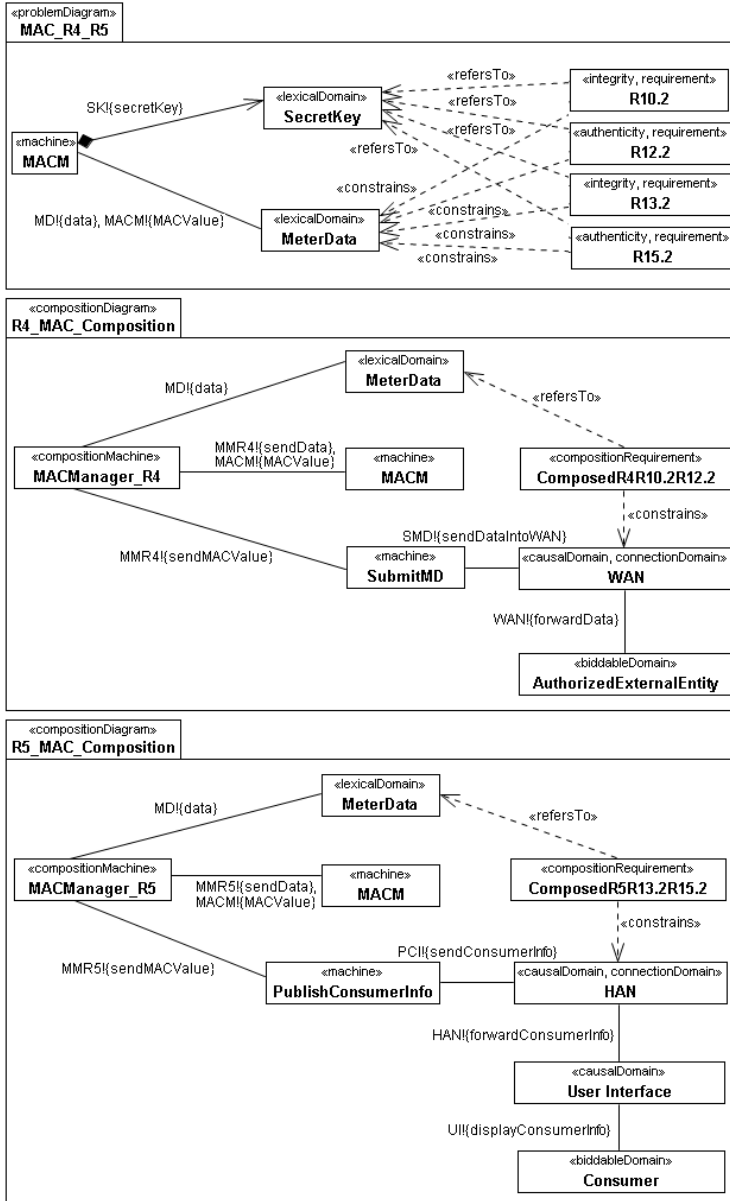 «problemDiagram»
MAC_R4_R5
«refersTo»
«integrity, requirement»
R10.2
SK!{secretKey}
«lexicalDomain»
SecretKey
«refersTo»
«refersTo»
«authenticity, requirement»
R12.2
«machine»
MACM
«refersTo»
«constrains»
«integrity, requirement»
R13.2
MD!{data}, MACM!{MACValue}
«lexicalDomain»
MeterData
«constrains»
«constrains»
«constrains»
«authenticity, requirement»
R15.2
«compositionDiagram»
R4_MAC_Composition
«lexicalDomain»
MeterData
MD!{data}
«refersTo»
«compositionMachine»
MACManager_R4
MMR4!{sendData},
MACM!{MACValue}
«machine»
MACM
«compositionRequirement»
ComposedR4R10.2R12.2
«constrains»
SMD!{sendDataIntoWAN}
MMR4!{sendMACValue}
«machine»
SubmitMD
«causalDomain, connectionDomain»
WAN
WAN!{forwardData}
«biddableDomain»
AuthorizedExternalEntity
«compositionDiagram»
R5_MAC_Composition
«lexicalDomain»
MeterData
MD!{data}
«refersTo»
«compositionMachine»
MACManager_R5
MMR5!{sendData},
MACM!{MACValue}
«machine»
MACM
«compositionRequirement»
ComposedR5R13.2R15.2
«constrains»
PCI!{sendConsumerInfo}
MMR5!{sendMACValue}
«machine»
PublishConsumerInfo
«causalDomain, connectionDomain»
HAN
HAN!{forwardConsumerInfo}
«causalDomain»
User Interface
UI!{displayConsumerInfo}
«biddableDomain»
Consumer